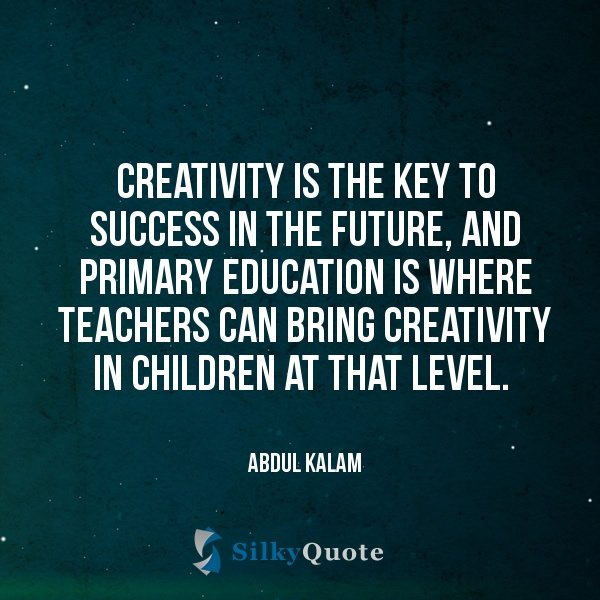 CREATIVITY IS THE KEY TO
SUCCESS IN THE FUTURE, AND
PRIMARY EDUCATION IS WHERE
TEACHERS CAN BRING CREATIVITY
IN CHILDREN AT THAT LEVEL.
ABDUL KALAM
SilkyQuote